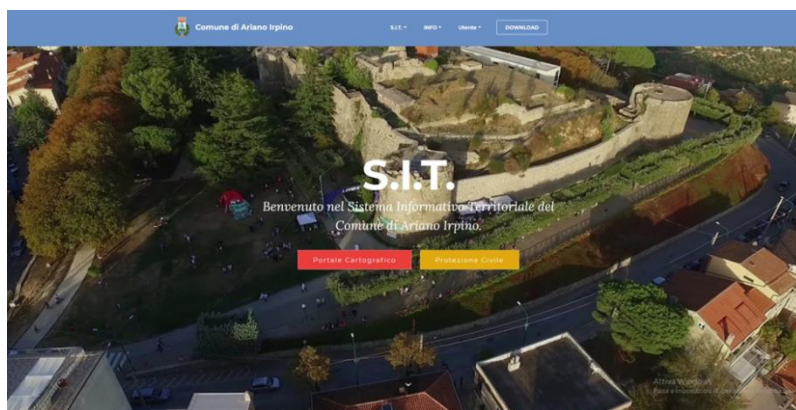 Comune di Ariano Irpino
S.I.T.
INFO
Utente
DOWNLOAD
S.I.T.
Benvenuto nel Sistema Informativo Territoriale del
Comune di Ariano Irpino.
Portale Cartografico
Protezione Civile
Attiva Windows